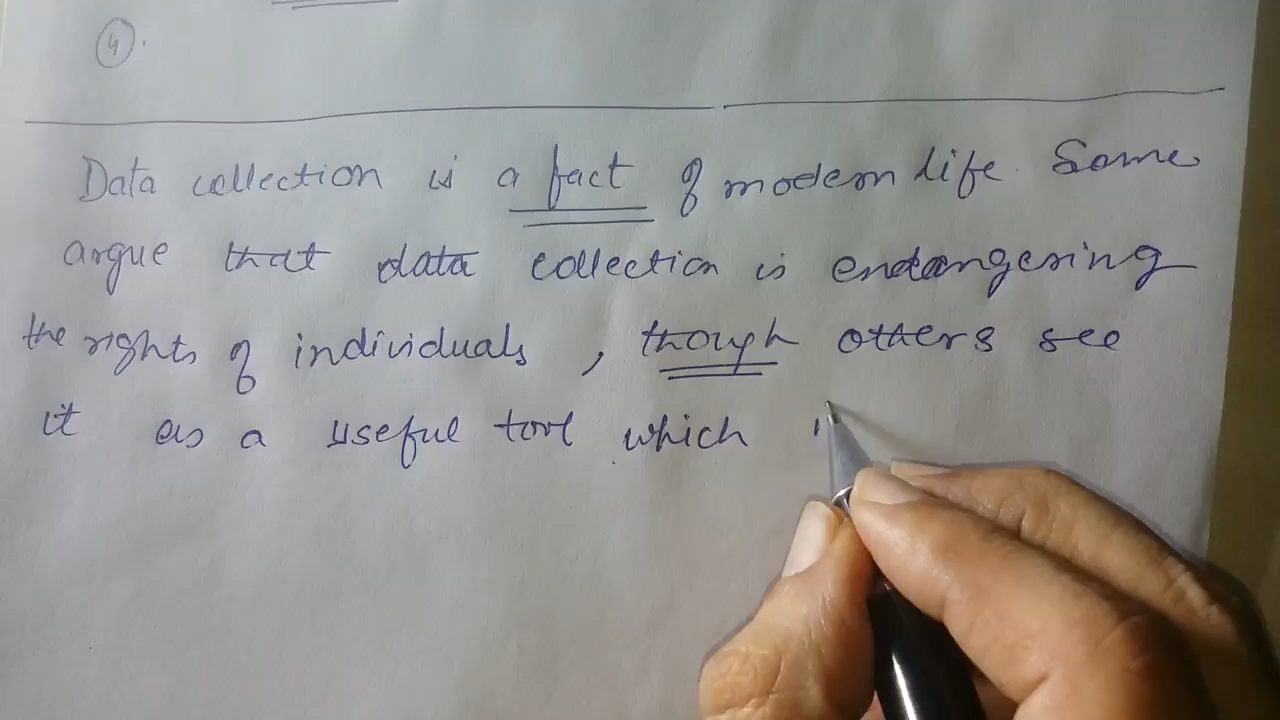 4.
Data collection is a fact of modern life. Some
argue that data collection is endangering
the rights of individuals, though others see
it as a useful tool which